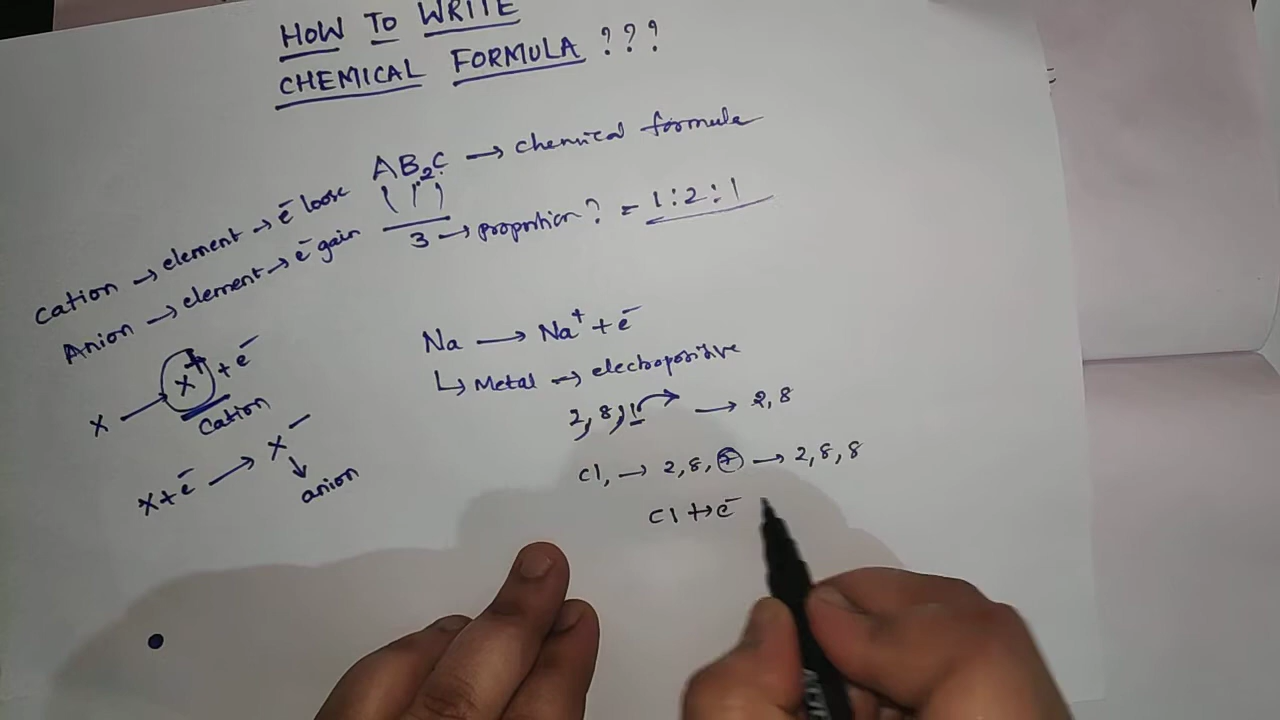 HOW TO WRITE
CHEMICAL FORMULA ???
AB₂C → chemical formula
3 → proportion? = 1:2:1
Cation → element → e⁻ loose
Anion → element → e⁻ gain
X → X⁺ + e⁻
Cation
X + e⁻ → X⁻
anion
Na → Na⁺ + e⁻
↳ Metal → electropositive
2,8,1 → 2,8
Cl, → 2,8,7 → 2,8,8
Cl + e⁻